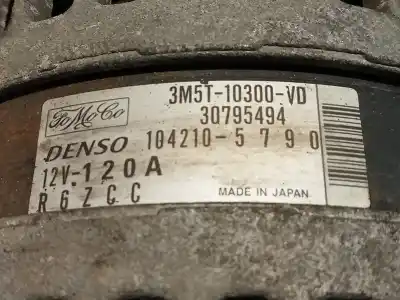 3M5T-10300-VD
FoMoCo
30795494
DENSO 104210-5790
12V-120A
R6ZCC
MADE IN JAPAN